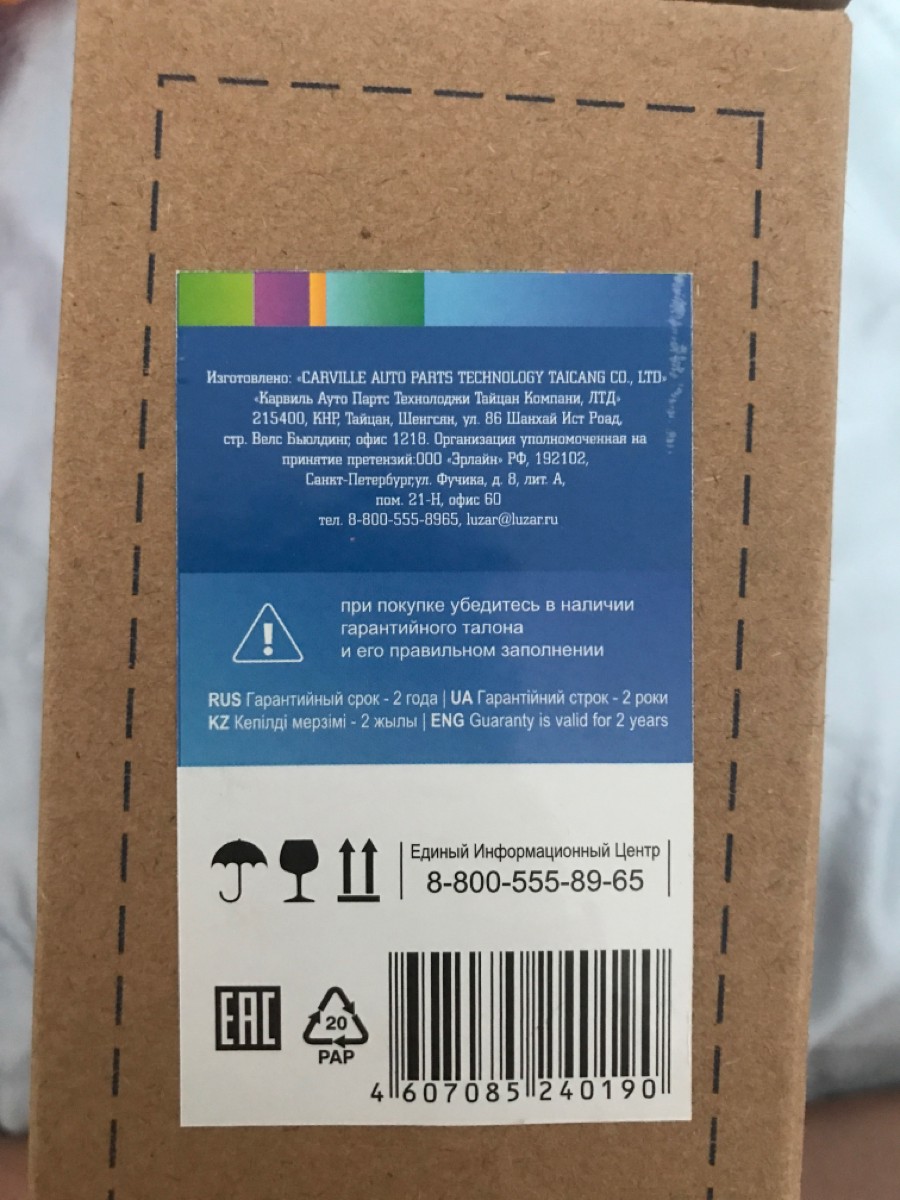 Изготовлено: «CARVILLE AUTO PARTS TECHNOLOGY TAICANG CO., LTD»
«Карвиль Ауто Партс Технолоджи Тайцан Компани, ЛТД»
215400, КНР, Тайцан, Шенгсян, ул. 86 Шанхай Ист Роад,
стр. Велс Бьюлдинг, офис 1218. Организация уполномоченная на
принятие претензий:ООО «Эрлайн» РФ, 192102,
Санкт-Петербург,ул. Фучика, д. 8, лит. А,
пом. 21-Н, офис 60
тел. 8-800-555-8965, luzar@luzar.ru
при покупке убедитесь в наличии
гарантийного талона
и его правильном заполнении
RUS Гарантийный срок - 2 года | UA Гарантійний строк - 2 роки
KZ Кепілді мерзімі - 2 жылы | ENG Guaranty is valid for 2 years
Единый Информационный Центр
8-800-555-89-65
EAC
20
PAP
4 607085 240190